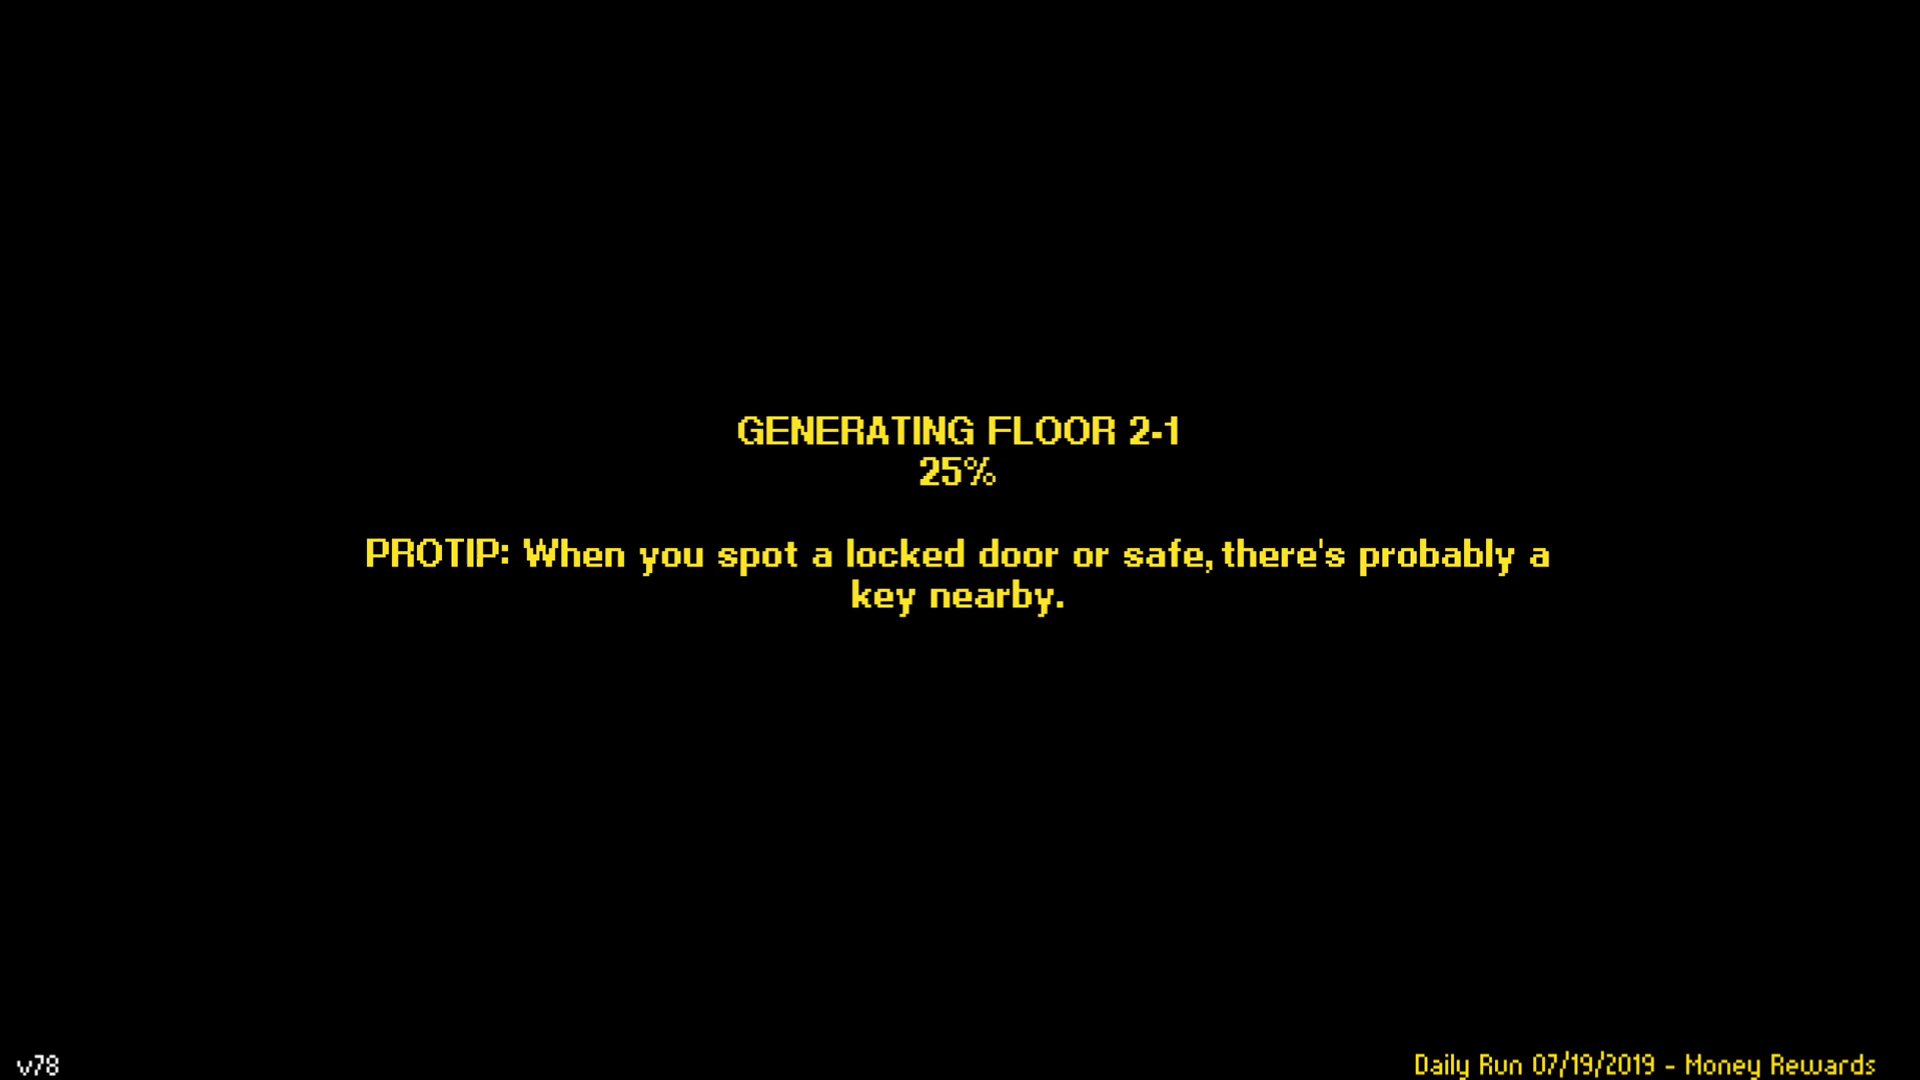 GENERATING FLOOR 2-1
25%
PROTIP: When you spot a locked door or safe, there's probably a
key nearby.
v78
Daily Run 07/19/2019 - Money Rewards